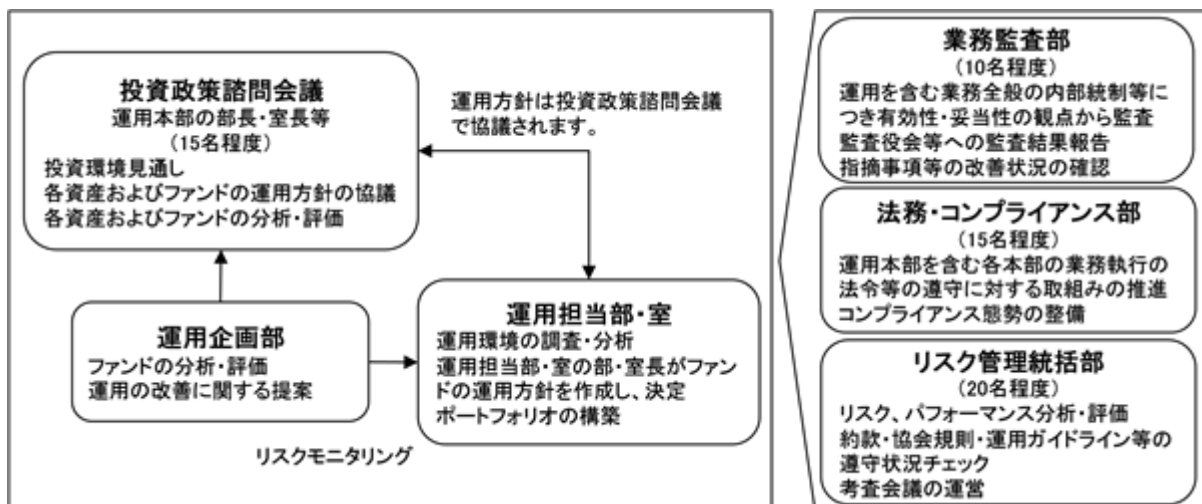 投資政策諮問会議
運用本部の部長・室長等
(15名程度)
投資環境見通し
各資産およびファンドの運用方針の協議
各資産およびファンドの分析・評価
運用方針は投資政策諮問会議
で協議されます。
運用企画部
ファンドの分析・評価
運用の改善に関する提案
運用担当部・室
運用環境の調査・分析
運用担当部・室の部・室長がファン
ドの運用方針を作成し、決定
ポートフォリオの構築
リスクモニタリング
業務監査部
(10名程度)
運用を含む業務全般の内部統制等に
つき有効性・妥当性の観点から監査
監査役会等への監査結果報告
指摘事項等の改善状況の確認
法務・コンプライアンス部
(15名程度)
運用本部を含む各本部の業務執行の
法令等の遵守に対する取組みの推進
コンプライアンス態勢の整備
リスク管理統括部
(20名程度)
リスク、パフォーマンス分析・評価
約款・協会規則・運用ガイドライン等の
遵守状況チェック
考査会議の運営